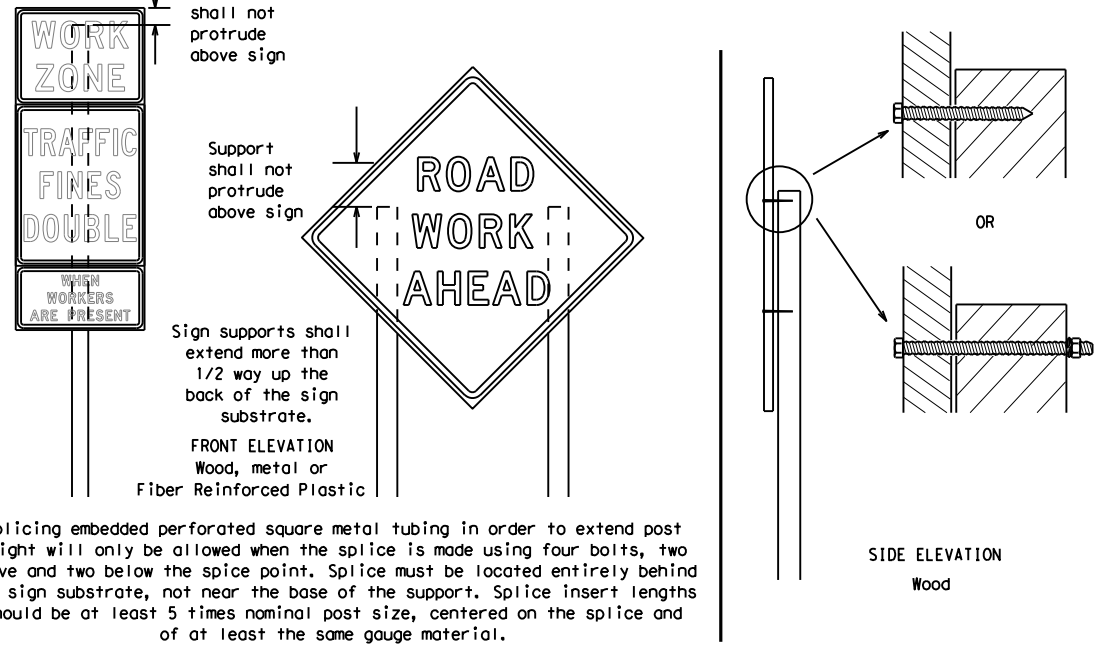 shall not
protrude
above sign
WORK
ZONE
TRAFFIC
FINES
DOUBLE
WHEN
WORKERS
ARE PRESENT
Support
shall not
protrude
above sign
ROAD
WORK
AHEAD
Sign supports shall
extend more than
1/2 way up the
back of the sign
substrate.
FRONT ELEVATION
Wood, metal or
Fiber Reinforced Plastic
OR
SIDE ELEVATION
Wood
plicing embedded perforated square metal tubing in order to extend post
ight will only be allowed when the splice is made using four bolts, two
ve and two below the spice point. Splice must be located entirely behind
sign substrate, not near the base of the support. Splice insert lengths
ould be at least 5 times nominal post size, centered on the splice and
of at least the same gauge material.